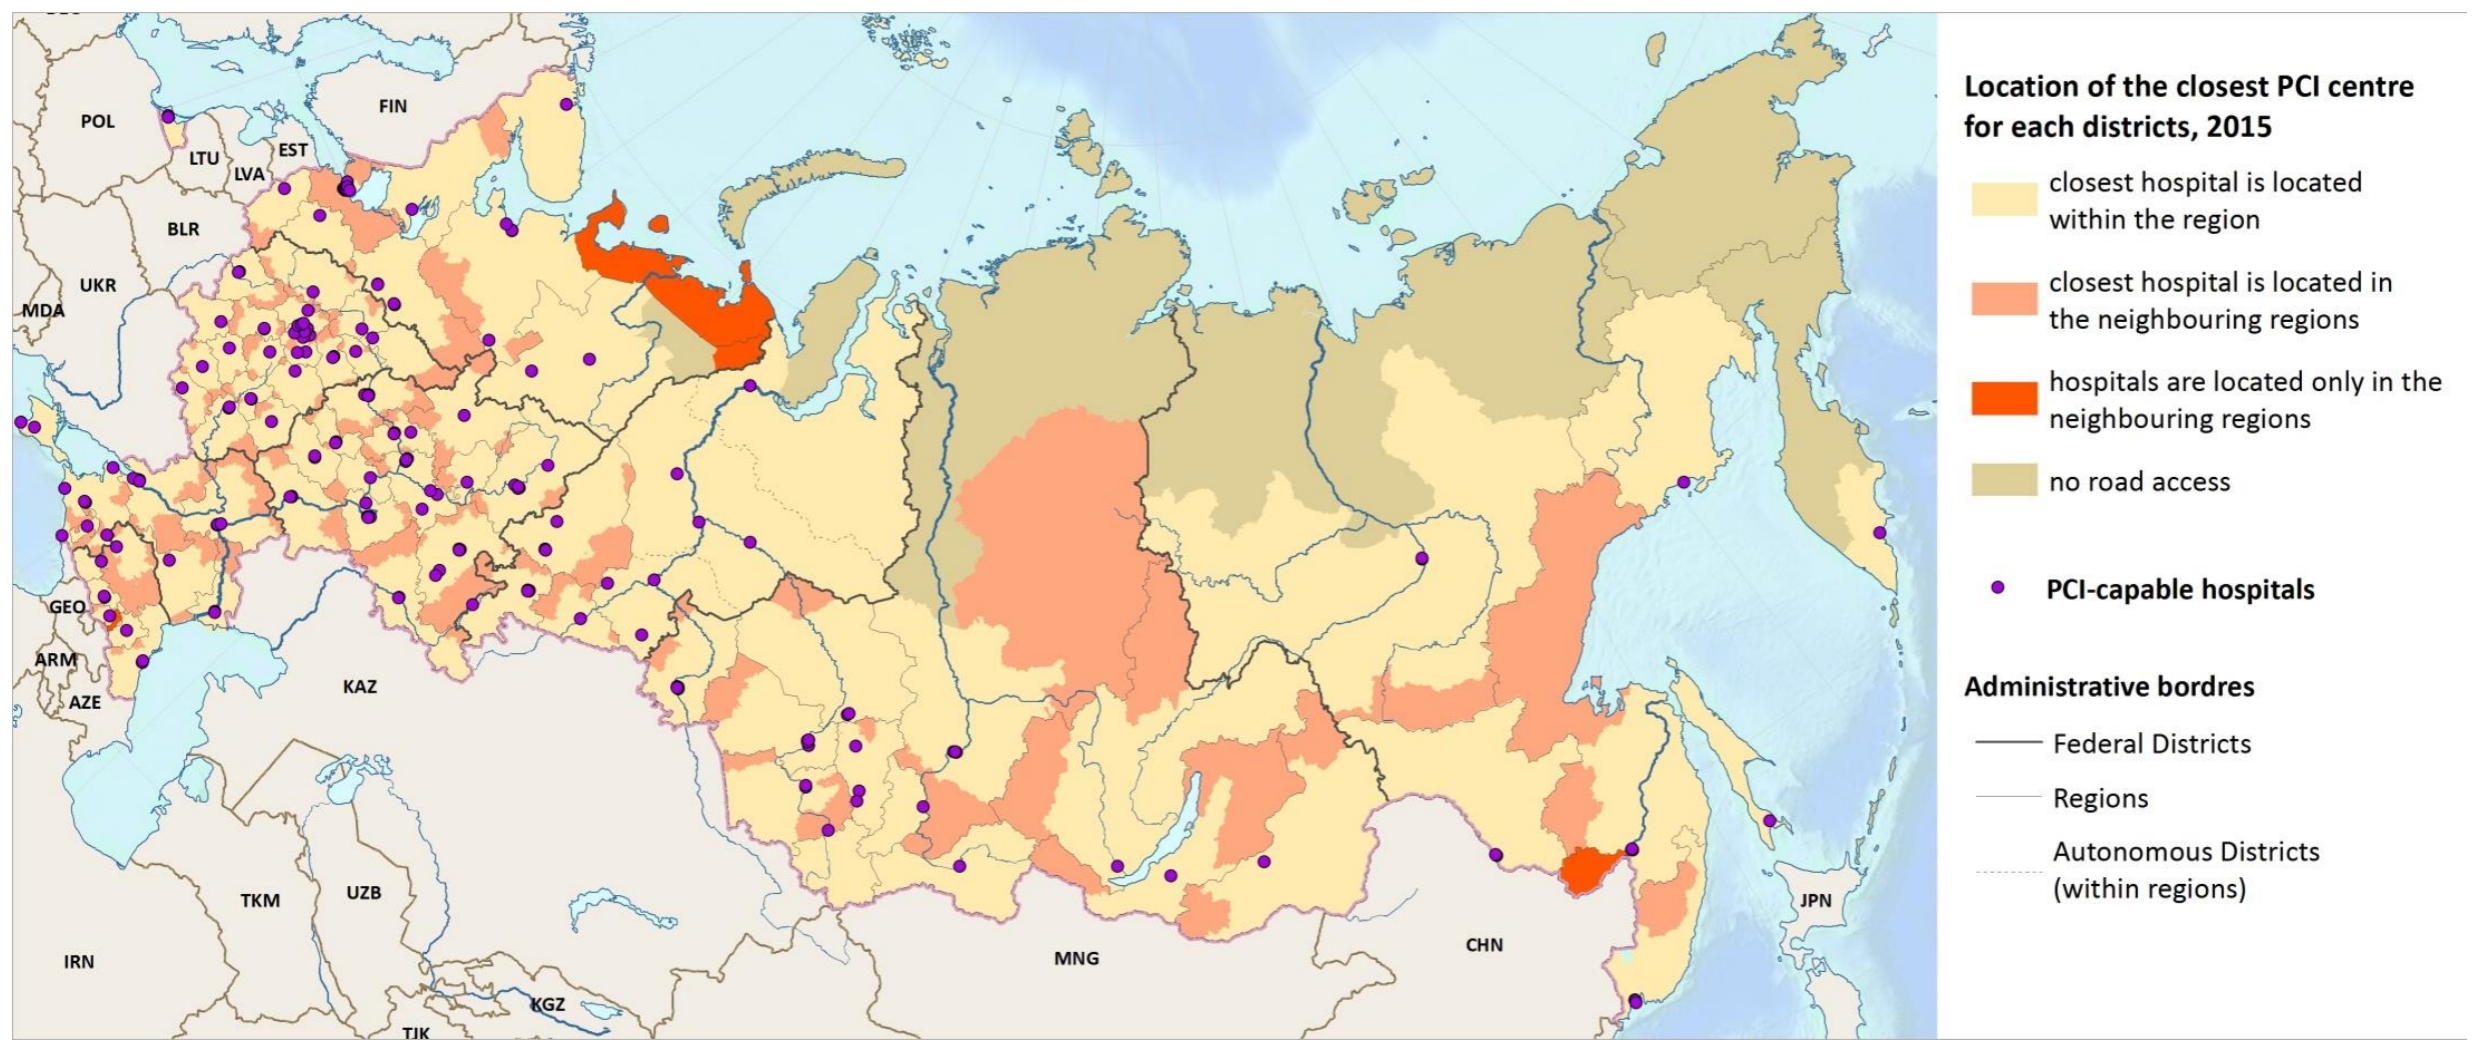 POL
FIN
LTU
EST
LVA
BLR
UKR
MDA
GEO
ARM
AZE
KAZ
TKM
UZB
IRN
KGZ
TJK
MNG
CHN
JPN
Location of the closest PCI centre
for each districts, 2015
closest hospital is located
within the region
closest hospital is located in
the neighbouring regions
hospitals are located only in the
neighbouring regions
no road access
PCI-capable hospitals
Administrative bordres
Federal Districts
Regions
Autonomous Districts
(within regions)